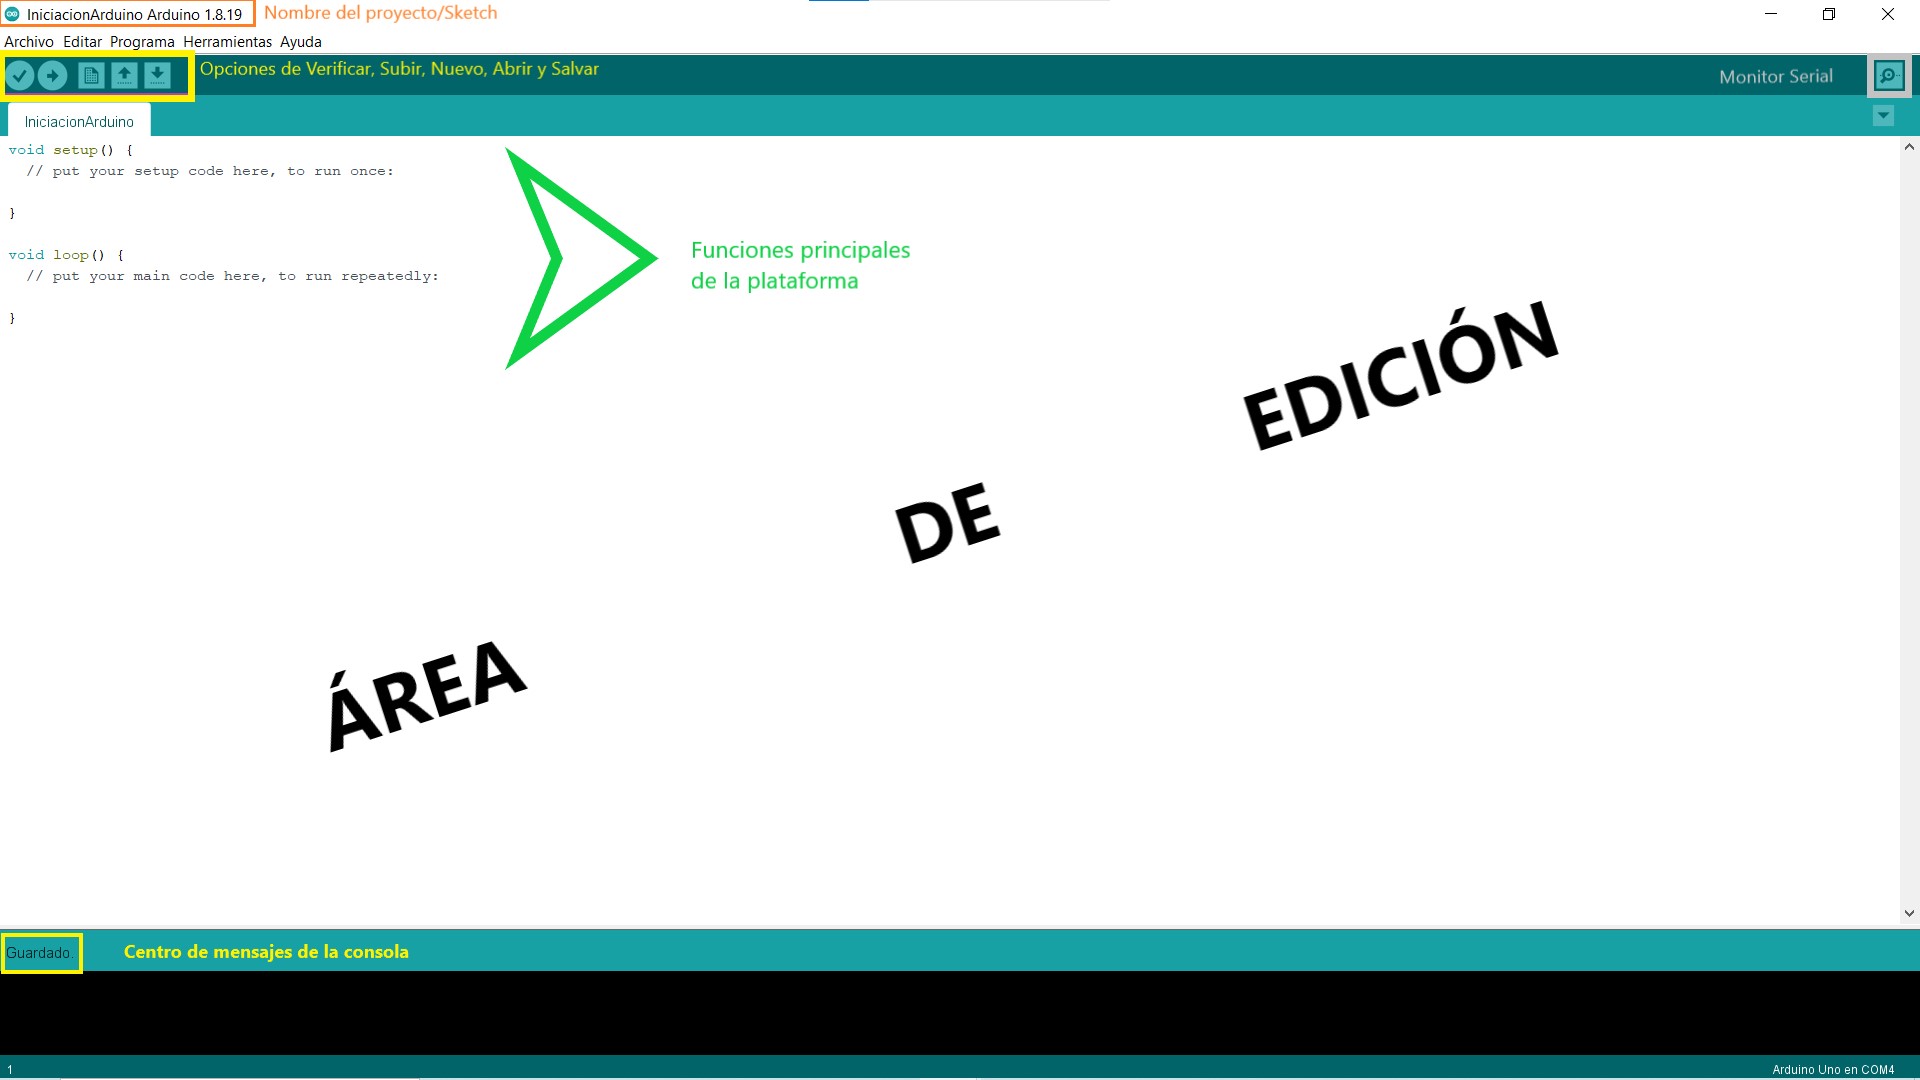 IniciacionArduino Arduino 1.8.19
Nombre del proyecto/Sketch
Archivo Editar Programa Herramientas Ayuda
Opciones de Verificar, Subir, Nuevo, Abrir y Salvar
Monitor Serial
IniciacionArduino
void setup() {
// put your setup code here, to run once:
}
void loop() {
// put your main code here, to run repeatedly:
}
Funciones principales
de la plataforma
ÁREA DE EDICIÓN
Guardado.
Centro de mensajes de la consola
1
Arduino Uno en COM4